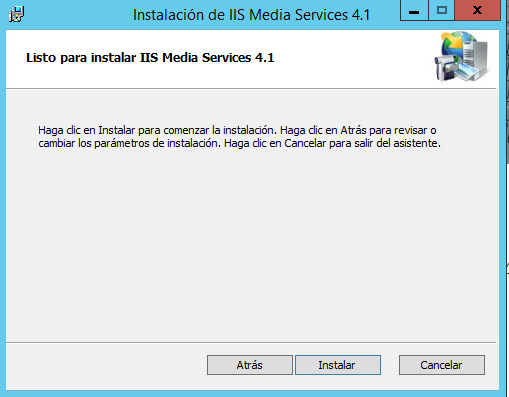 Instalación de IIS Media Services 4.1
Listo para instalar IIS Media Services 4.1
Haga clic en Instalar para comenzar la instalación. Haga clic en Atrás para revisar o
cambiar los parámetros de instalación. Haga clic en Cancelar para salir del asistente.
Atrás
Instalar
Cancelar